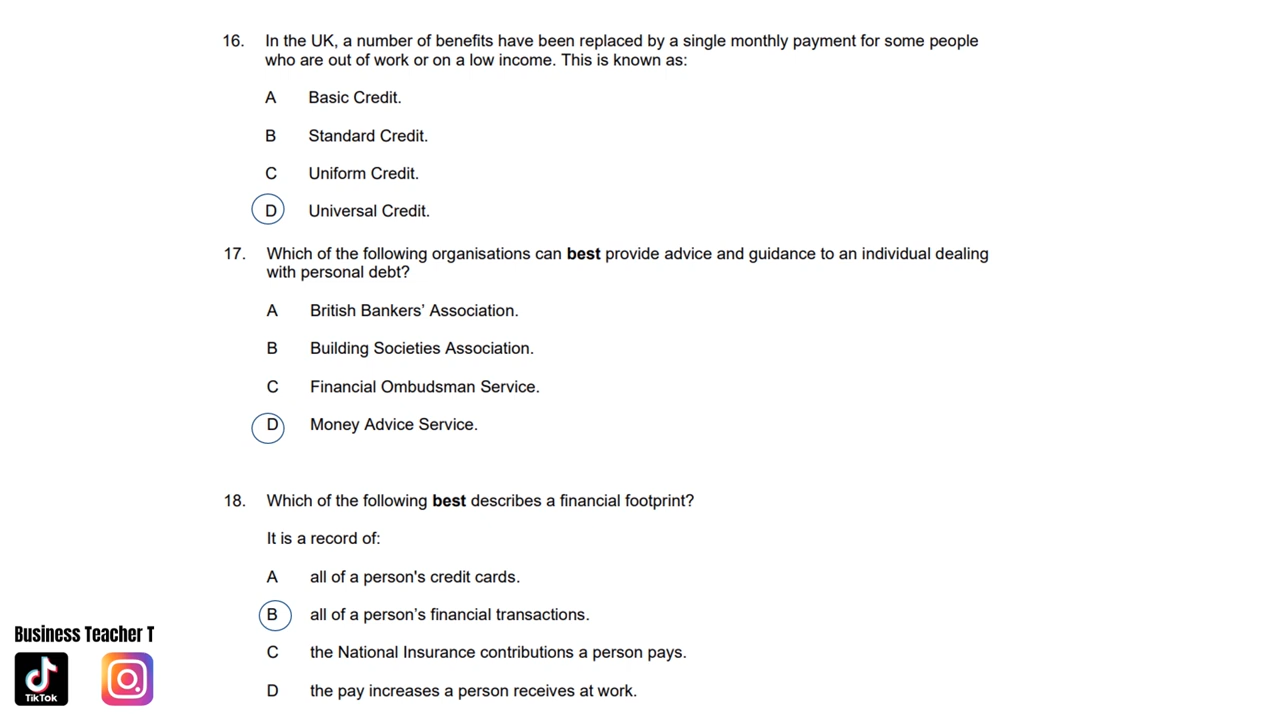 16. In the UK, a number of benefits have been replaced by a single monthly payment for some people
who are out of work or on a low income. This is known as:
A Basic Credit.
B Standard Credit.
C Uniform Credit.
D Universal Credit.
17. Which of the following organisations can best provide advice and guidance to an individual dealing
with personal debt?
A British Bankers’ Association.
B Building Societies Association.
C Financial Ombudsman Service.
D Money Advice Service.
18. Which of the following best describes a financial footprint?
It is a record of:
A all of a person's credit cards.
B all of a person’s financial transactions.
C the National Insurance contributions a person pays.
D the pay increases a person receives at work.
Business Teacher T
TikTok